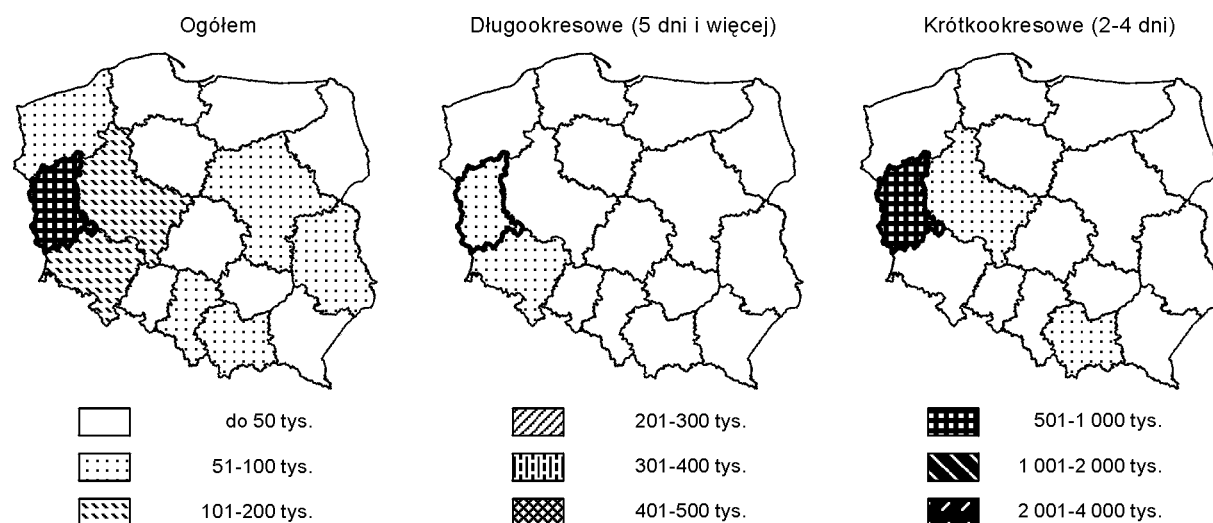 Ogółem
Długookresowe (5 dni i więcej)
Krótkookresowe (2-4 dni)
do 50 tys.
201-300 tys.
501-1 000 tys.
51-100 tys.
301-400 tys.
1 001-2 000 tys.
101-200 tys.
401-500 tys.
2 001-4 000 tys.